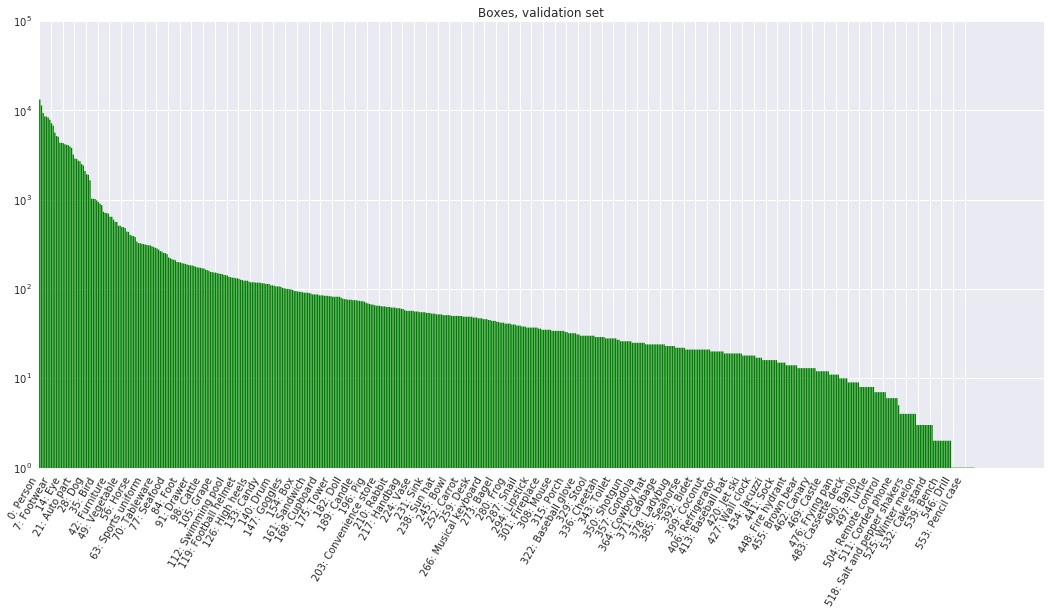 Boxes, validation set
10^5
10^4
10^3
10^2
10^1
10^0
0: Person
7: Footwear
14: Eye
21: Auto part
28: Dog
35: Bird
42: Furniture
49: Vegetable
56: Horse
63: Sports uniform
70: Tableware
77: Seafood
84: Foot
91: Drawer
98: Cattle
105: Grape
112: Swimming pool
119: Football helmet
126: High heels
133: Candy
140: Drum
147: Goggles
154: Box
161: Sandwich
168: Cupboard
175: Tower
182: Doll
189: Candle
196: Pig
203: Convenience store
210: Rabbit
217: Handbag
224: Vase
231: Sink
238: Sun hat
245: Bowl
252: Carrot
259: Desk
266: Musical keyboard
273: Bagel
280: Frog
287: Snail
294: Lipstick
301: Fireplace
308: Mouse
315: Porch
322: Baseball glove
329: Stool
336: Cheetah
343: Toilet
350: Shotgun
357: Gondola
364: Cowboy hat
371: Cabbage
378: Ladybug
385: Seahorse
392: Bidet
399: Coconut
406: Refrigerator
413: Baseball bat
420: Jet ski
427: Wall clock
434: Jacuzzi
441: Sock
448: Fire hydrant
455: Brown bear
462: Canary
469: Castle
476: Frying pan
483: Cassette deck
490: Banjo
497: Turtle
504: Remote control
511: Corded phone
518: Salt and pepper shakers
525: Winter melon
532: Cake stand
539: Bench
546: Drill
553: Pencil case